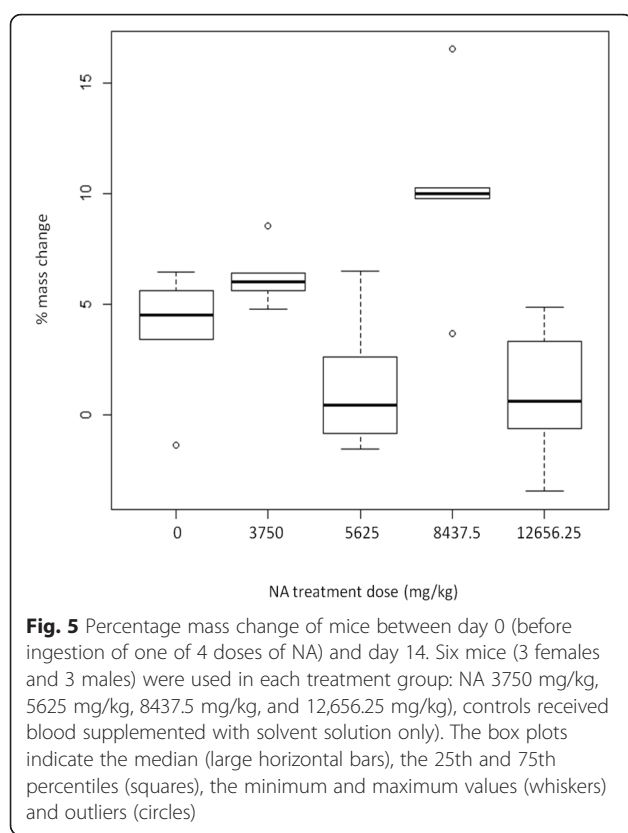 15
10
5
0
% mass change
0 3750 5625 8437.5 12656.25
NA treatment dose (mg/kg)
Fig. 5 Percentage mass change of mice between day 0 (before
ingestion of one of 4 doses of NA) and day 14. Six mice (3 females
and 3 males) were used in each treatment group: NA 3750 mg/kg,
5625 mg/kg, 8437.5 mg/kg, and 12,656.25 mg/kg), controls received
blood supplemented with solvent solution only). The box plots
indicate the median (large horizontal bars), the 25th and 75th
percentiles (squares), the minimum and maximum values (whiskers)
and outliers (circles)